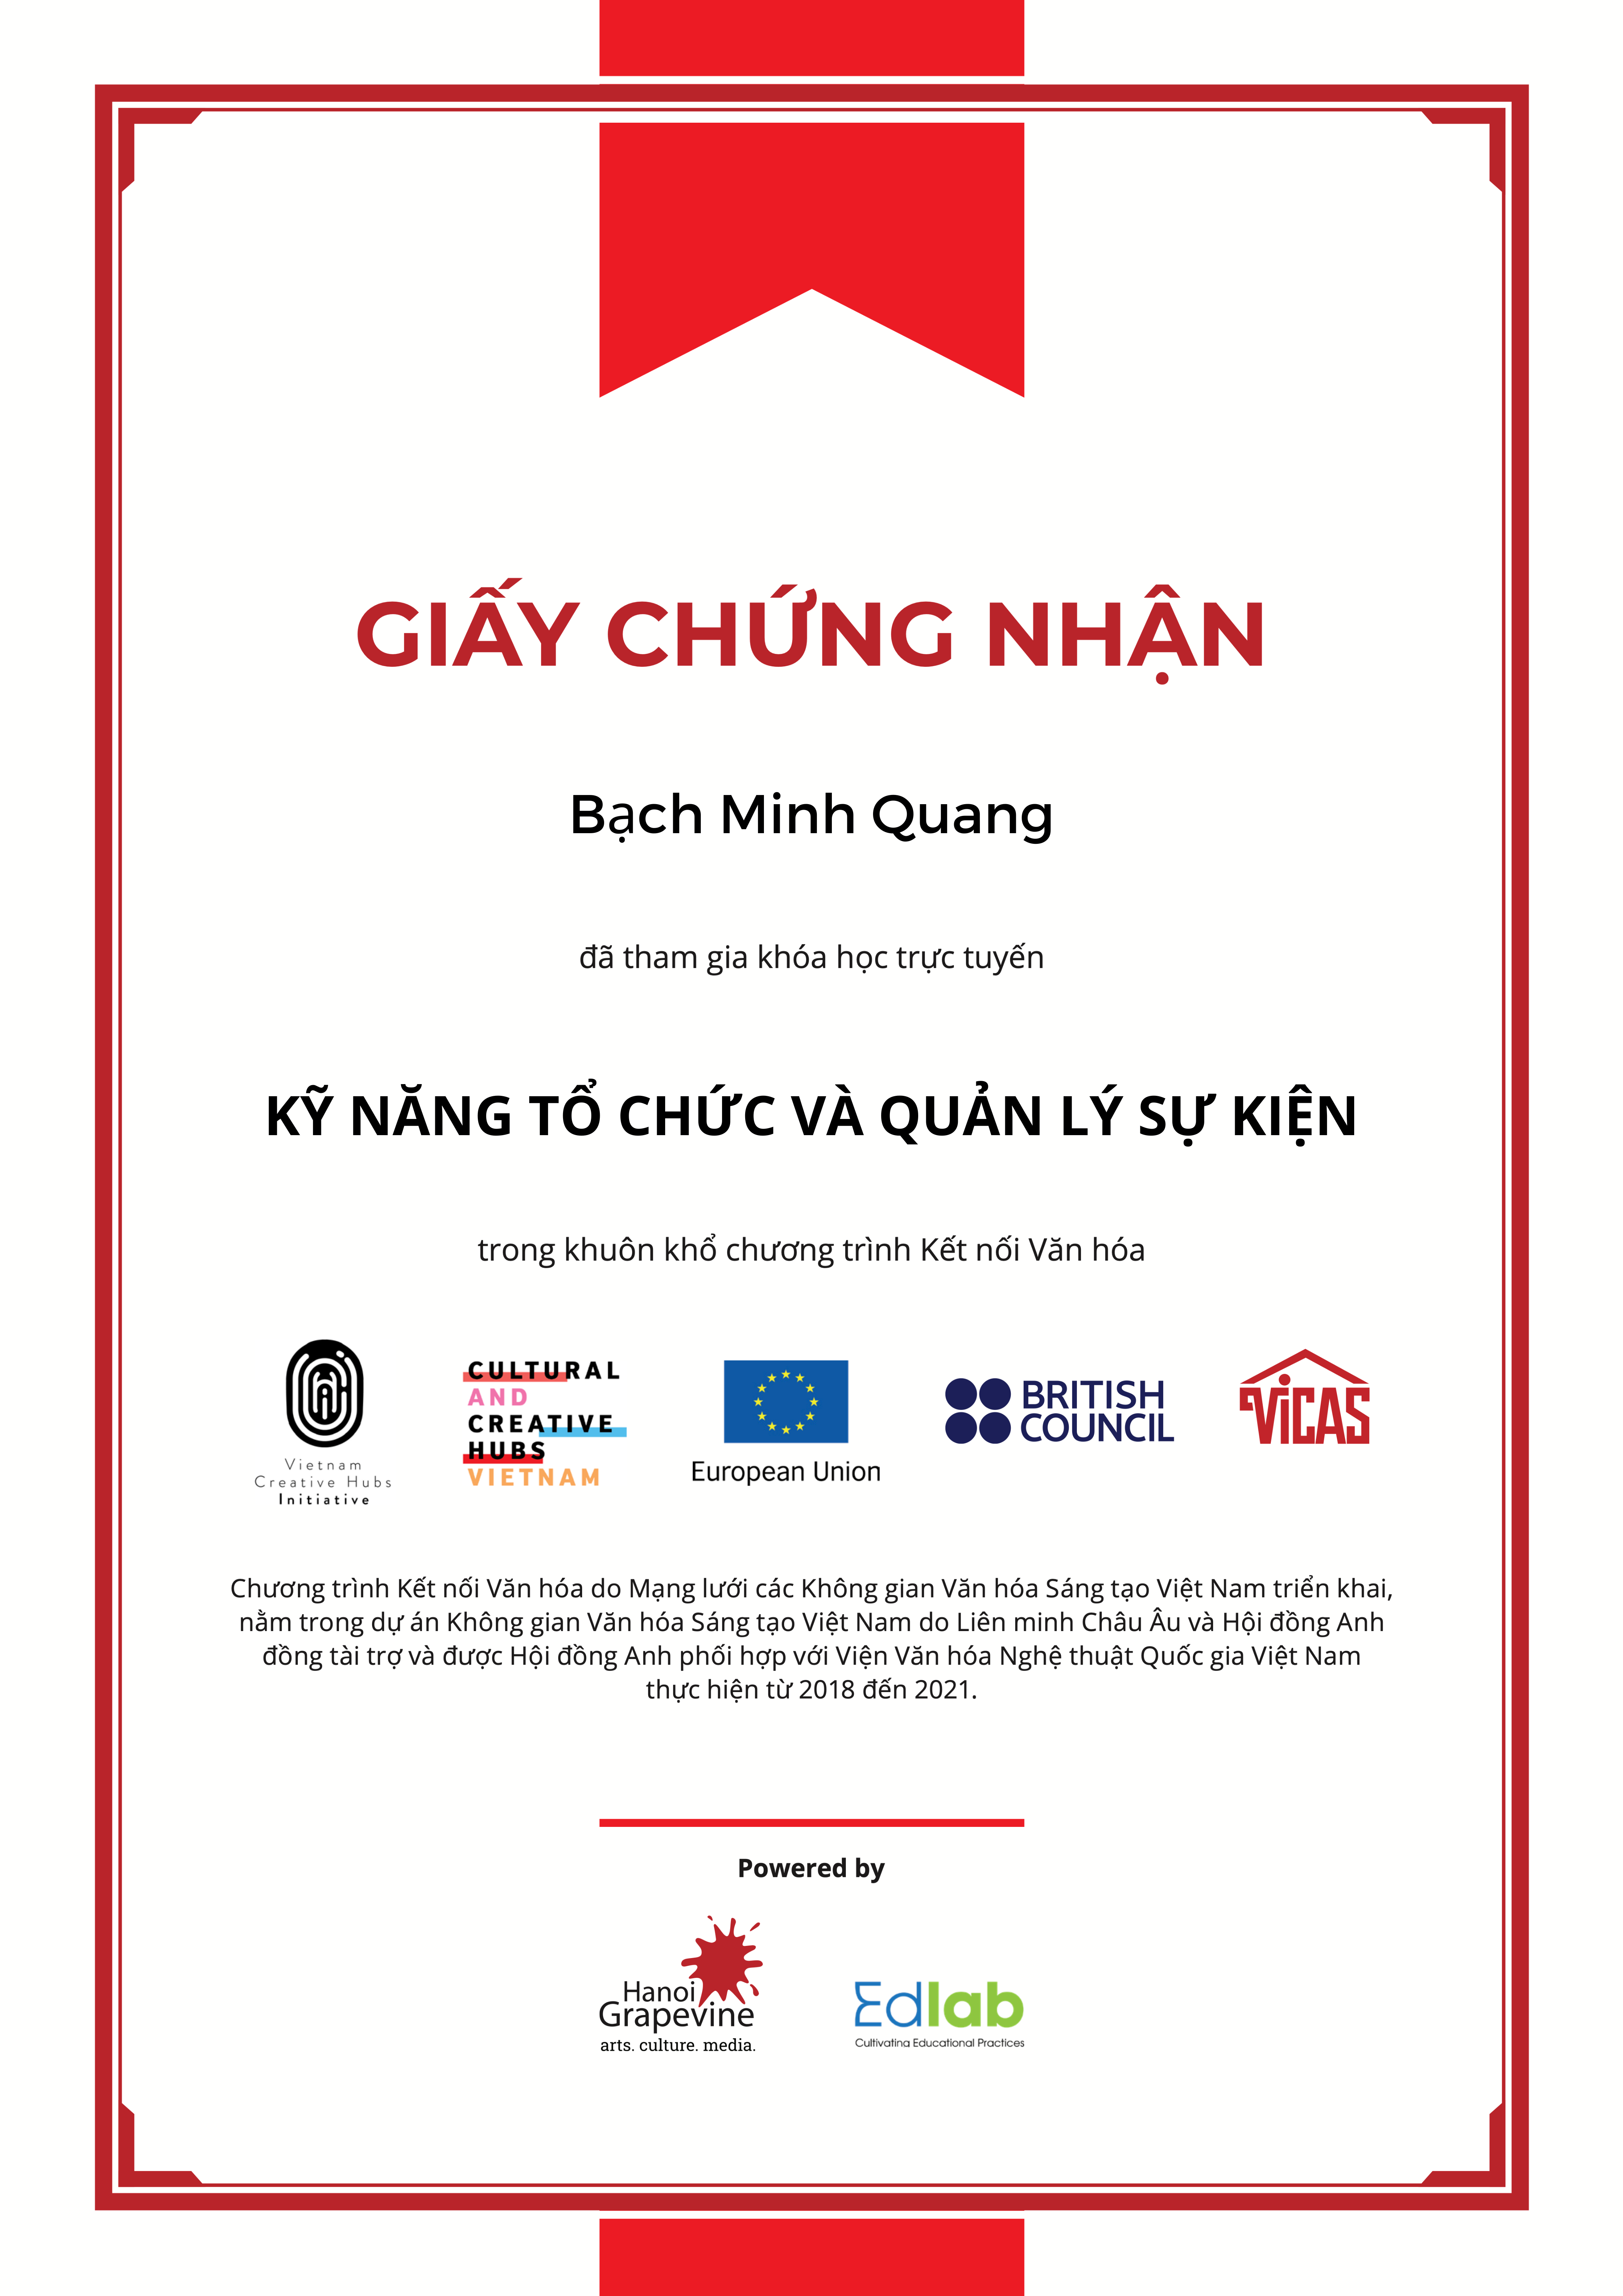 GIẤY CHỨNG NHẬN
Bạch Minh Quang
đã tham gia khóa học trực tuyến
KỸ NĂNG TỔ CHỨC VÀ QUẢN LÝ SỰ KIỆN
trong khuôn khổ chương trình Kết nối Văn hóa
Vietnam
Creative Hubs
Initiative
CULTURAL
AND
CREATIVE
HUBS
VIETNAM
European Union
BRITISH
COUNCIL
VICAS
Chương trình Kết nối Văn hóa do Mạng lưới các Không gian Văn hóa Sáng tạo Việt Nam triển khai,
nằm trong dự án Không gian Văn hóa Sáng tạo Việt Nam do Liên minh Châu Âu và Hội đồng Anh
đồng tài trợ và được Hội đồng Anh phối hợp với Viện Văn hóa Nghệ thuật Quốc gia Việt Nam
thực hiện từ 2018 đến 2021.
Powered by
Hanoi
Grapevine
arts. culture. media.
Edlab
Cultivating Educational Practices